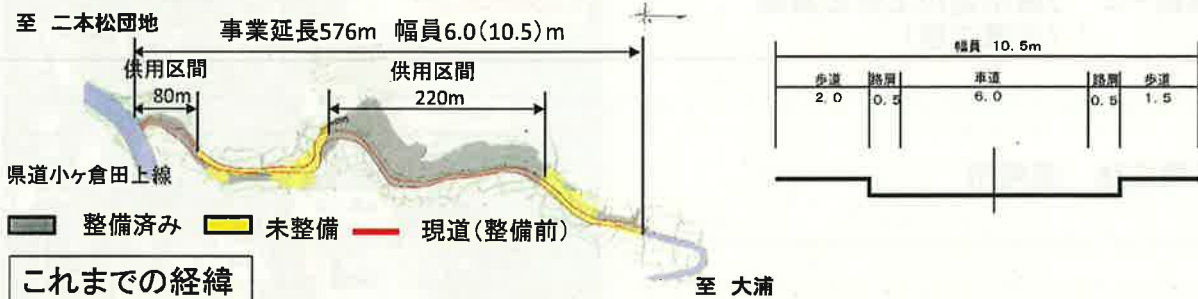 至 二本松団地
事業延長576m 幅員6.0(10.5)m
供用区間
80m
供用区間
220m
県道小ヶ倉田上線
整備済み 未整備 現道(整備前)
これまでの経緯
至 大浦
幅員 10.5m
歩道 路肩 車道 路肩 歩道
2.0 0.5 6.0 0.5 1.5